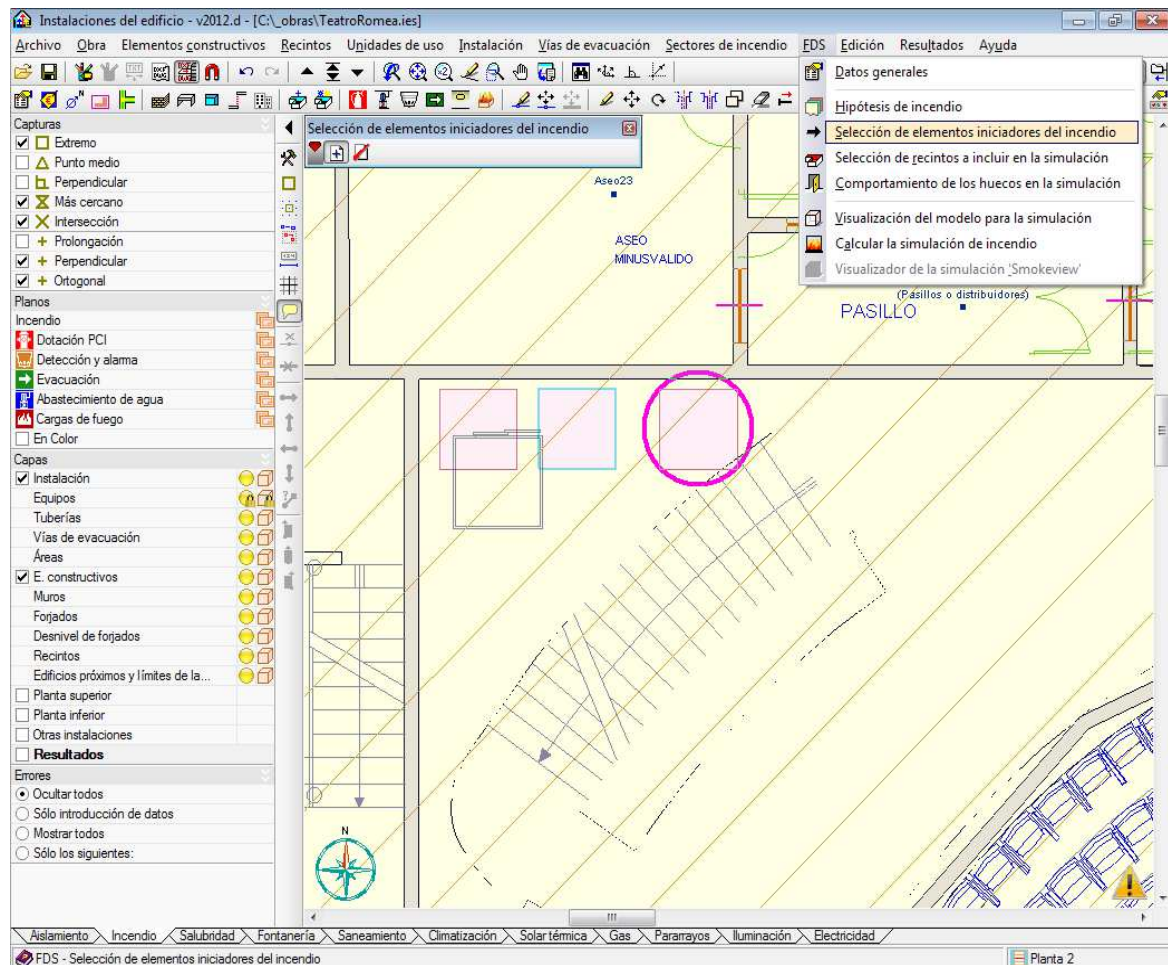 Instalaciones del edificio - v2012.d - [C:\_obras\TeatroRomea.ies]
Archivo Obra Elementos constructivos Recintos Unidades de uso Instalación Vías de evacuación Sectores de incendio FDS Edición Resultados Ayuda
Datos generales
Hipótesis de incendio
Selección de elementos iniciadores del incendio
Selección de recintos a incluir en la simulación
Comportamiento de los huecos en la simulación
Visualización del modelo para la simulación
Calcular la simulación de incendio
Visualizador de la simulación 'Smokeview'
Selección de elementos iniciadores del incendio
Capturas
Extremo
Punto medio
Perpendicular
Más cercano
Intersección
Prolongación
Perpendicular
Ortogonal
Planos
Incendio
Dotación PCI
Detección y alarma
Evacuación
Abastecimiento de agua
Cargas de fuego
En Color
Capas
Instalación
Equipos
Tuberías
Vías de evacuación
Áreas
E. constructivos
Muros
Forjados
Desnivel de forjados
Recintos
Edificios próximos y límites de la...
Planta superior
Planta inferior
Otras instalaciones
Resultados
Errores
Ocultar todos
Sólo introducción de datos
Mostrar todos
Sólo los siguientes:
Aseo23
ASEO
MINUSVALIDO
(Pasillos o distribuidores)
PASILLO
N
Aislamiento Incendio Salubridad Fontanería Saneamiento Climatización Solar térmica Gas Pararrayos Iluminación Electricidad
FDS - Selección de elementos iniciadores del incendio
Planta 2